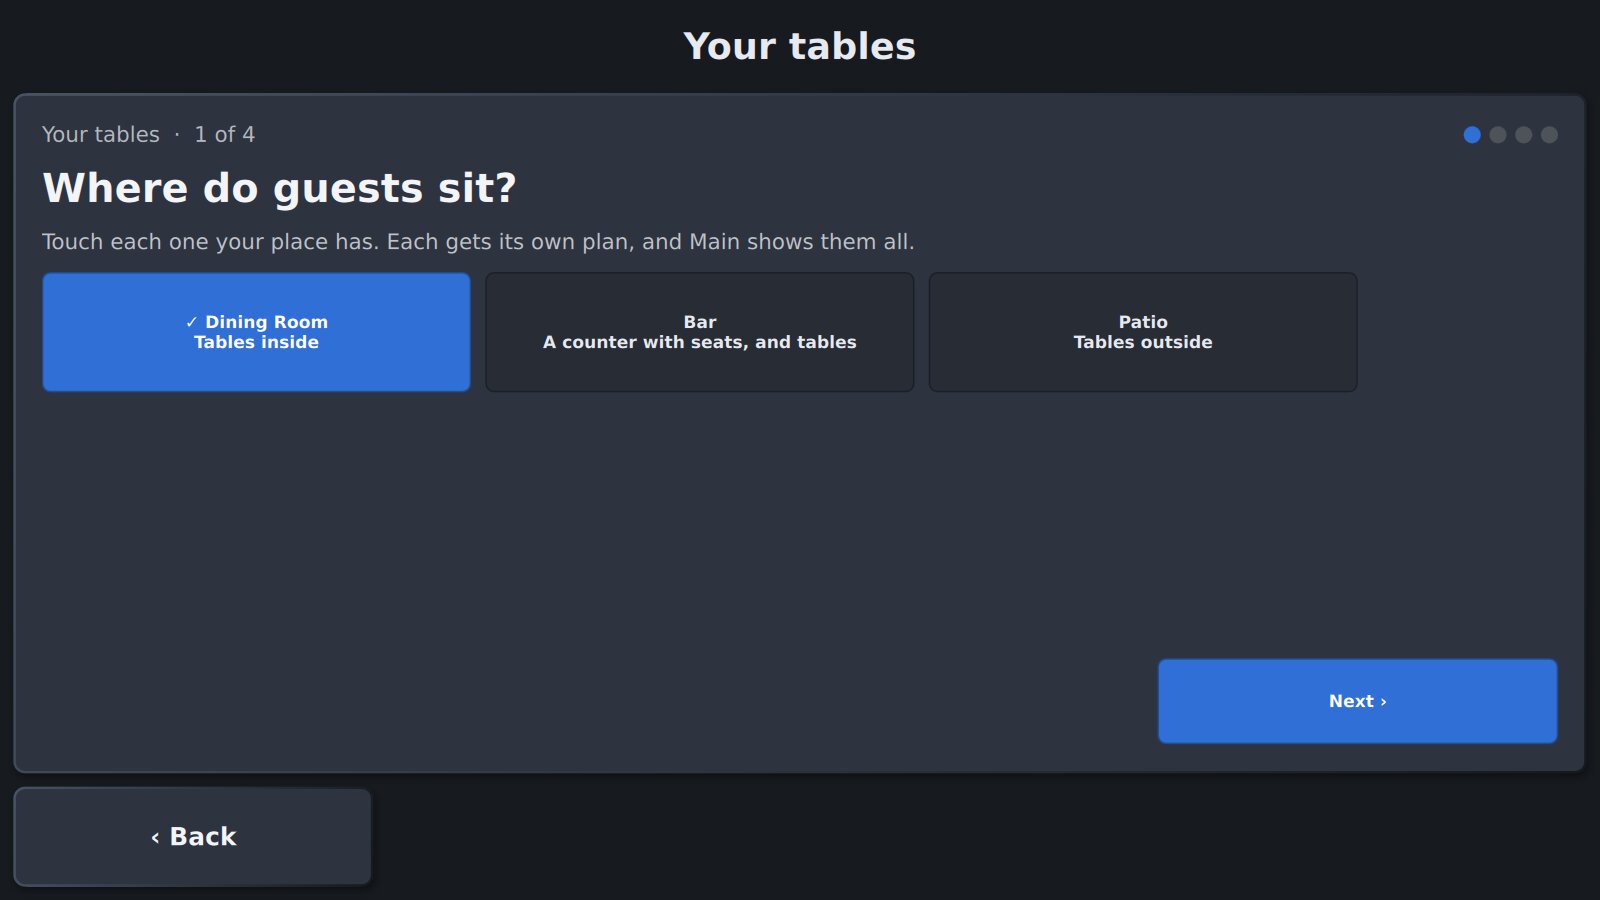 Your tables
Your tables · 1 of 4
Where do guests sit?
Touch each one your place has. Each gets its own plan, and Main shows them all.
✓ Dining Room
Tables inside
Bar
A counter with seats, and tables
Patio
Tables outside
Next ›
‹ Back